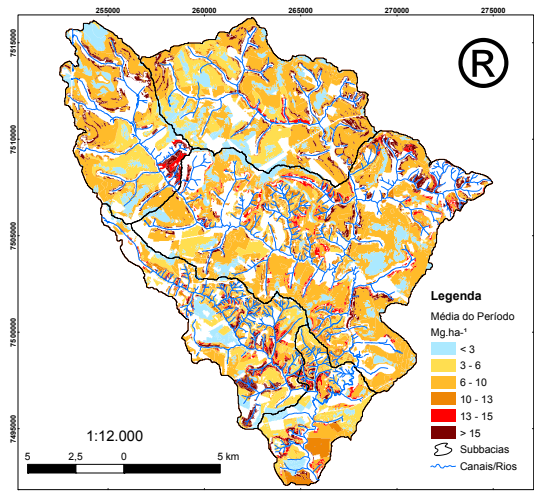 255000 260000 265000 270000 275000
7515000
7510000
7505000
7500000
7495000
®
Legenda
Média do Período
Mg.ha-¹
< 3
3 - 6
6 - 10
10 - 13
13 - 15
> 15
Subbacias
Canais/Rios
1:12.000
5 2,5 0 5 km